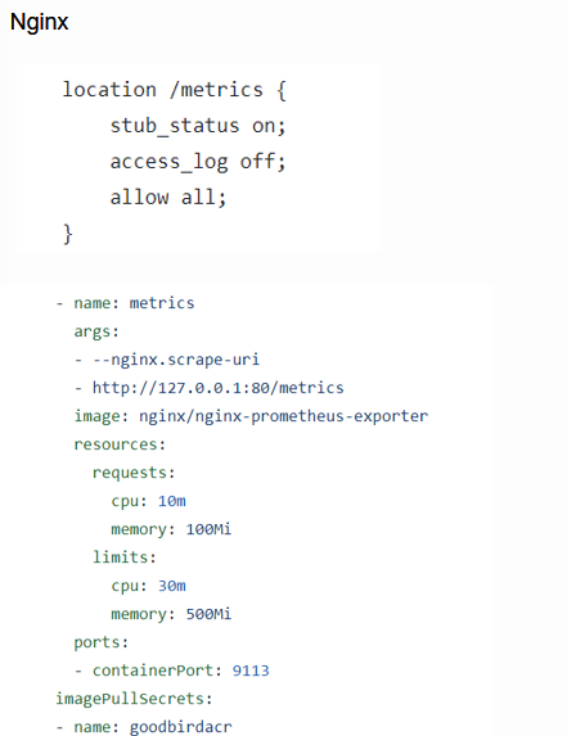 Nginx
location /metrics {
stub_status on;
access_log off;
allow all;
}
- name: metrics
args:
- --nginx.scrape-uri
- http://127.0.0.1:80/metrics
image: nginx/nginx-prometheus-exporter
resources:
requests:
cpu: 10m
memory: 100Mi
limits:
cpu: 30m
memory: 500Mi
ports:
- containerPort: 9113
imagePullSecrets:
- name: goodbirdacr